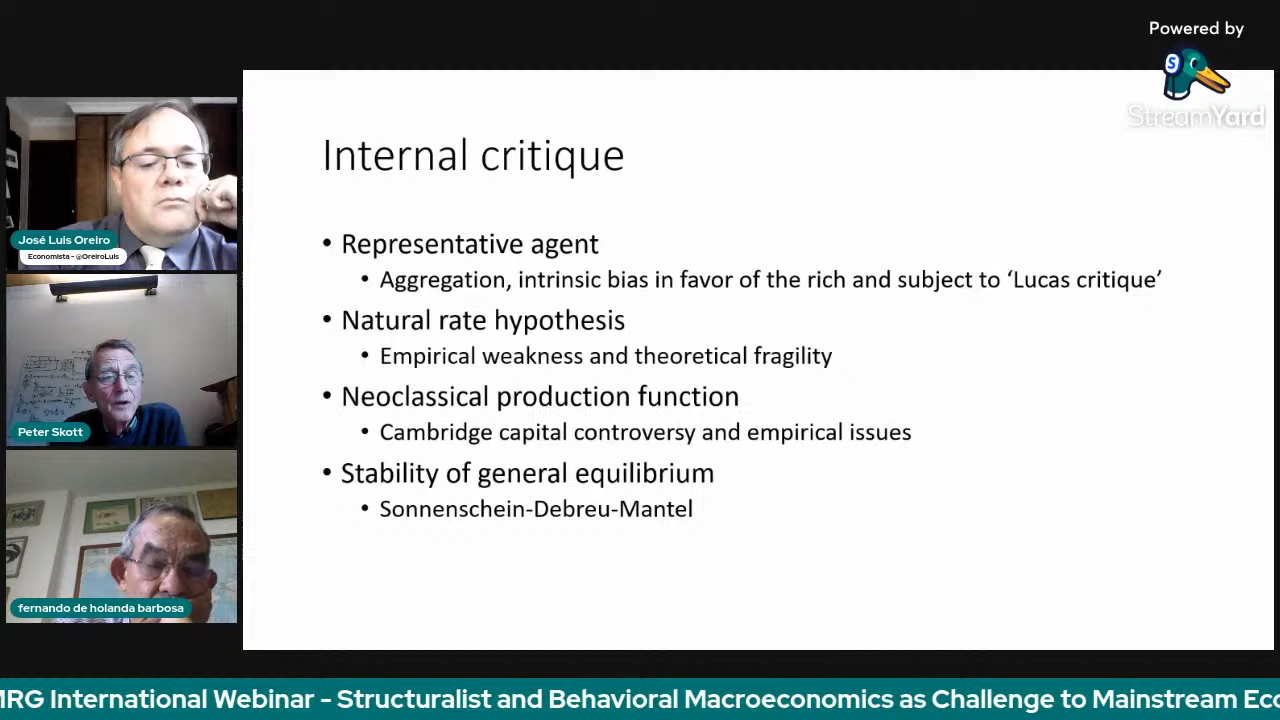 Powered by
StreamYard
Internal critique
• Representative agent
• Aggregation, intrinsic bias in favor of the rich and subject to ‘Lucas critique’
• Natural rate hypothesis
• Empirical weakness and theoretical fragility
• Neoclassical production function
• Cambridge capital controversy and empirical issues
• Stability of general equilibrium
• Sonnenschein-Debreu-Mantel
José Luis Oreiro
Economista - @OreiroLuis
Peter Skott
fernando de holanda barbosa
MRG International Webinar – Structuralist and Behavioral Macroeconomics as Challenge to Mainstream Eco